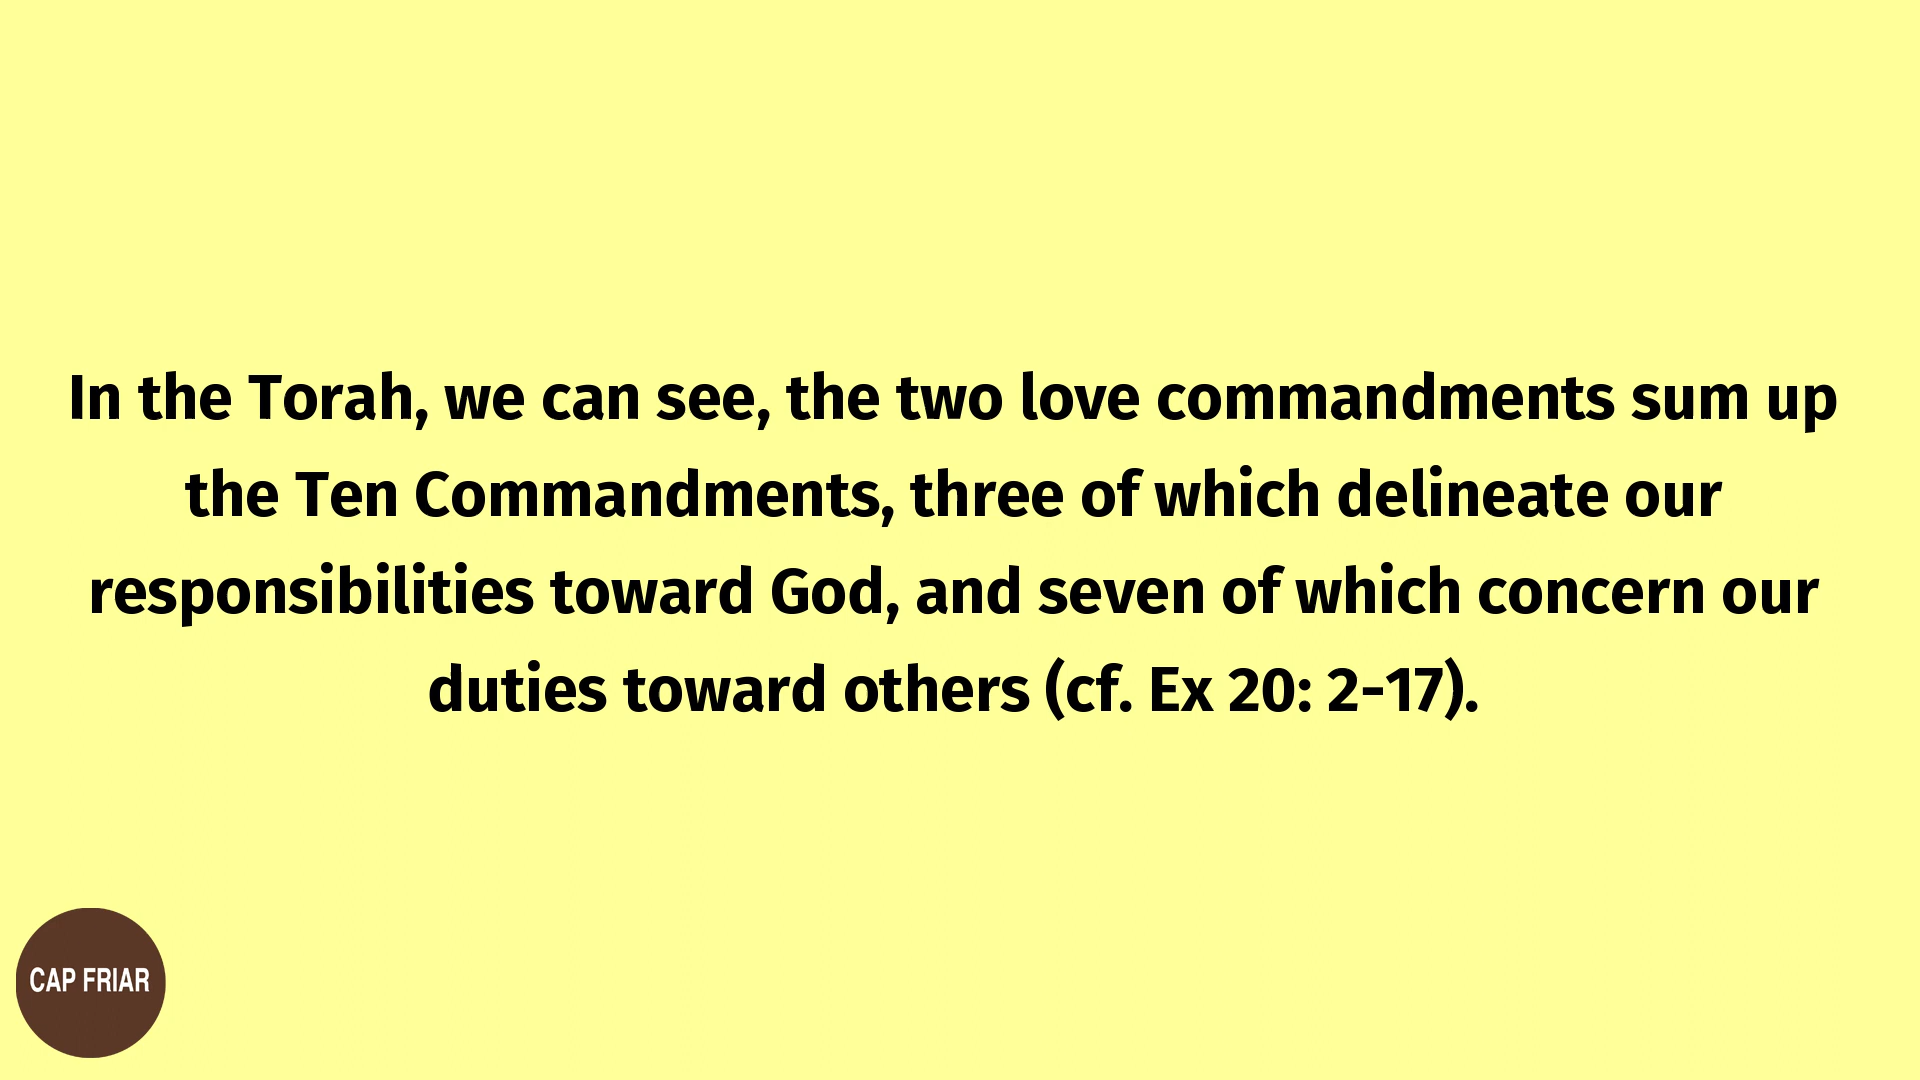 In the Torah, we can see, the two love commandments sum up
the Ten Commandments, three of which delineate our
responsibilities toward God, and seven of which concern our
duties toward others (cf. Ex 20: 2-17).
CAP FRIAR